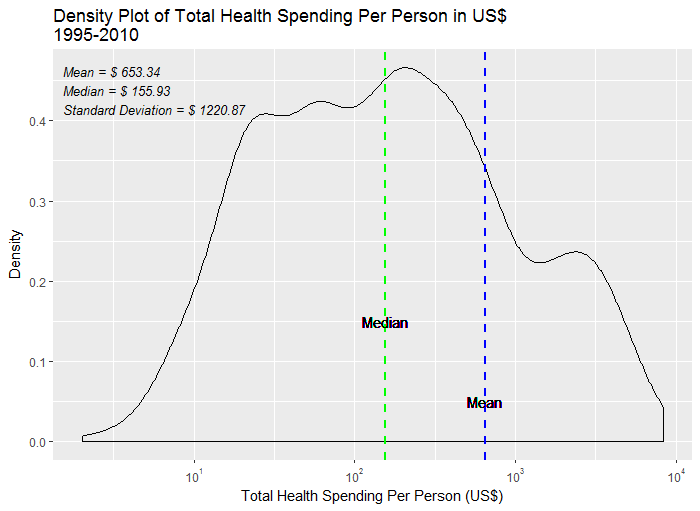 Density Plot of Total Health Spending Per Person in US$
1995-2010
Mean = $ 653.34
Median = $ 155.93
Standard Deviation = $ 1220.87
0.4
0.3
0.2
0.1
0.0
Density
Median
Mean
10¹ 10² 10³ 10⁴
Total Health Spending Per Person (US$)